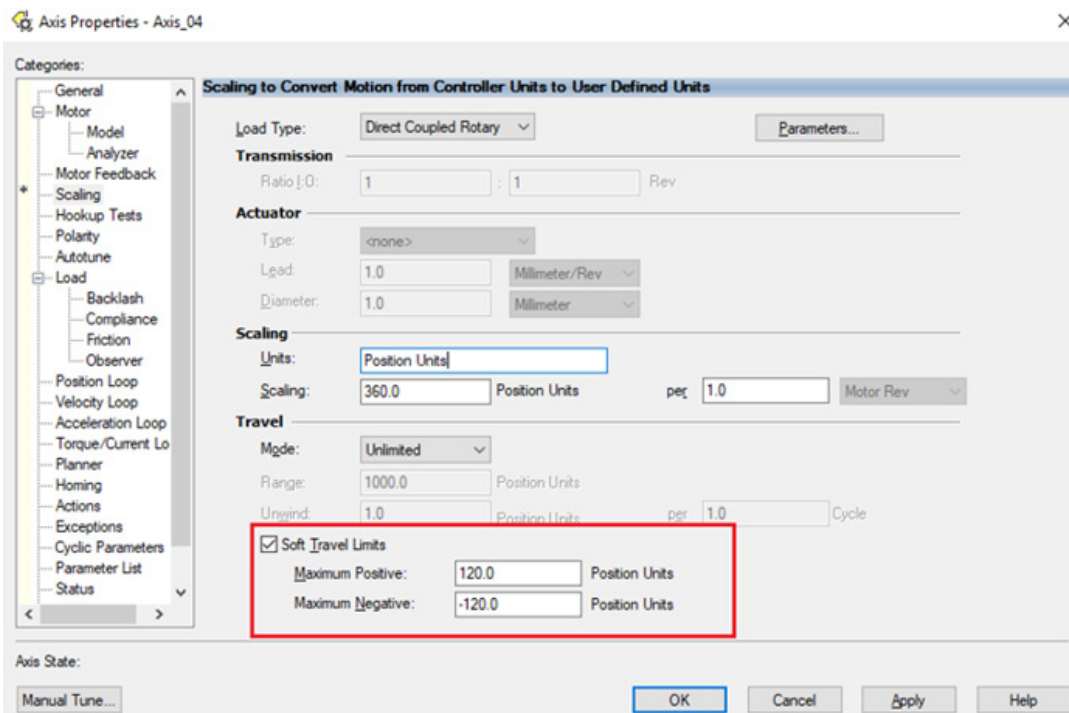 Axis Properties - Axis_04
Categories:
General
Motor
Model
Analyzer
Motor Feedback
* Scaling
Hookup Tests
Polarity
Autotune
Load
Backlash
Compliance
Friction
Observer
Position Loop
Velocity Loop
Acceleration Loop
Torque/Current Lo
Planner
Homing
Actions
Exceptions
Cyclic Parameters
Parameter List
Status
Scaling to Convert Motion from Controller Units to User Defined Units
Load Type: Direct Coupled Rotary Parameters...
Transmission
Ratio I:O: 1 : 1 Rev
Actuator
Type: <none>
Lead: 1.0 Millimeter/Rev
Diameter: 1.0 Millimeter
Scaling
Units: Position Units
Scaling: 360.0 Position Units per 1.0 Motor Rev
Travel
Mode: Unlimited
Range: 1000.0 Position Units
Unwind: 1.0 Position Units per 1.0 Cycle
Soft Travel Limits
Maximum Positive: 120.0 Position Units
Maximum Negative: -120.0 Position Units
Axis State:
Manual Tune... OK Cancel Apply Help